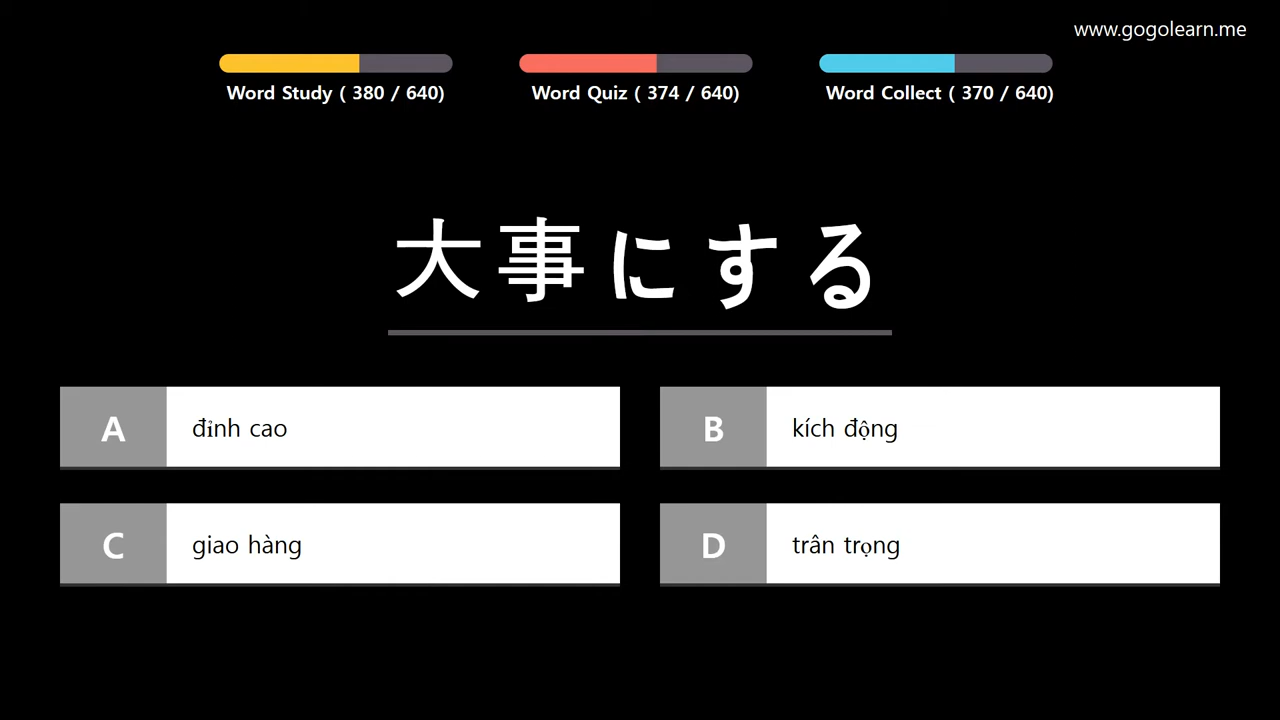 www.gogolearn.me
Word Study ( 380 / 640)
Word Quiz ( 374 / 640)
Word Collect ( 370 / 640)
大事にする
A
đỉnh cao
B
kích động
C
giao hàng
D
trân trọng